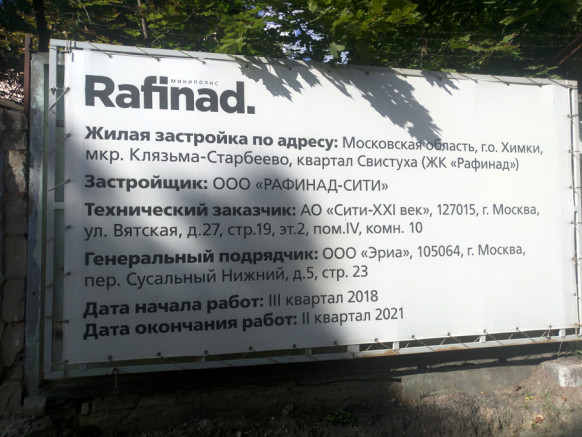 миниполис
Rafinad.
Жилая застройка по адресу: Московская область, г.о. Химки,
мкр. Клязьма-Старбеево, квартал Свистуха (ЖК «Рафинад»)
Застройщик: ООО «РАФИНАД-СИТИ»
Технический заказчик: АО «Сити-XXI век», 127015, г. Москва,
ул. Вятская, д.27, стр.19, эт.2, пом.IV, комн. 10
Генеральный подрядчик: ООО «Эриа», 105064, г. Москва,
пер. Сусальный Нижний, д.5, стр. 23
Дата начала работ: III квартал 2018
Дата окончания работ: II квартал 2021